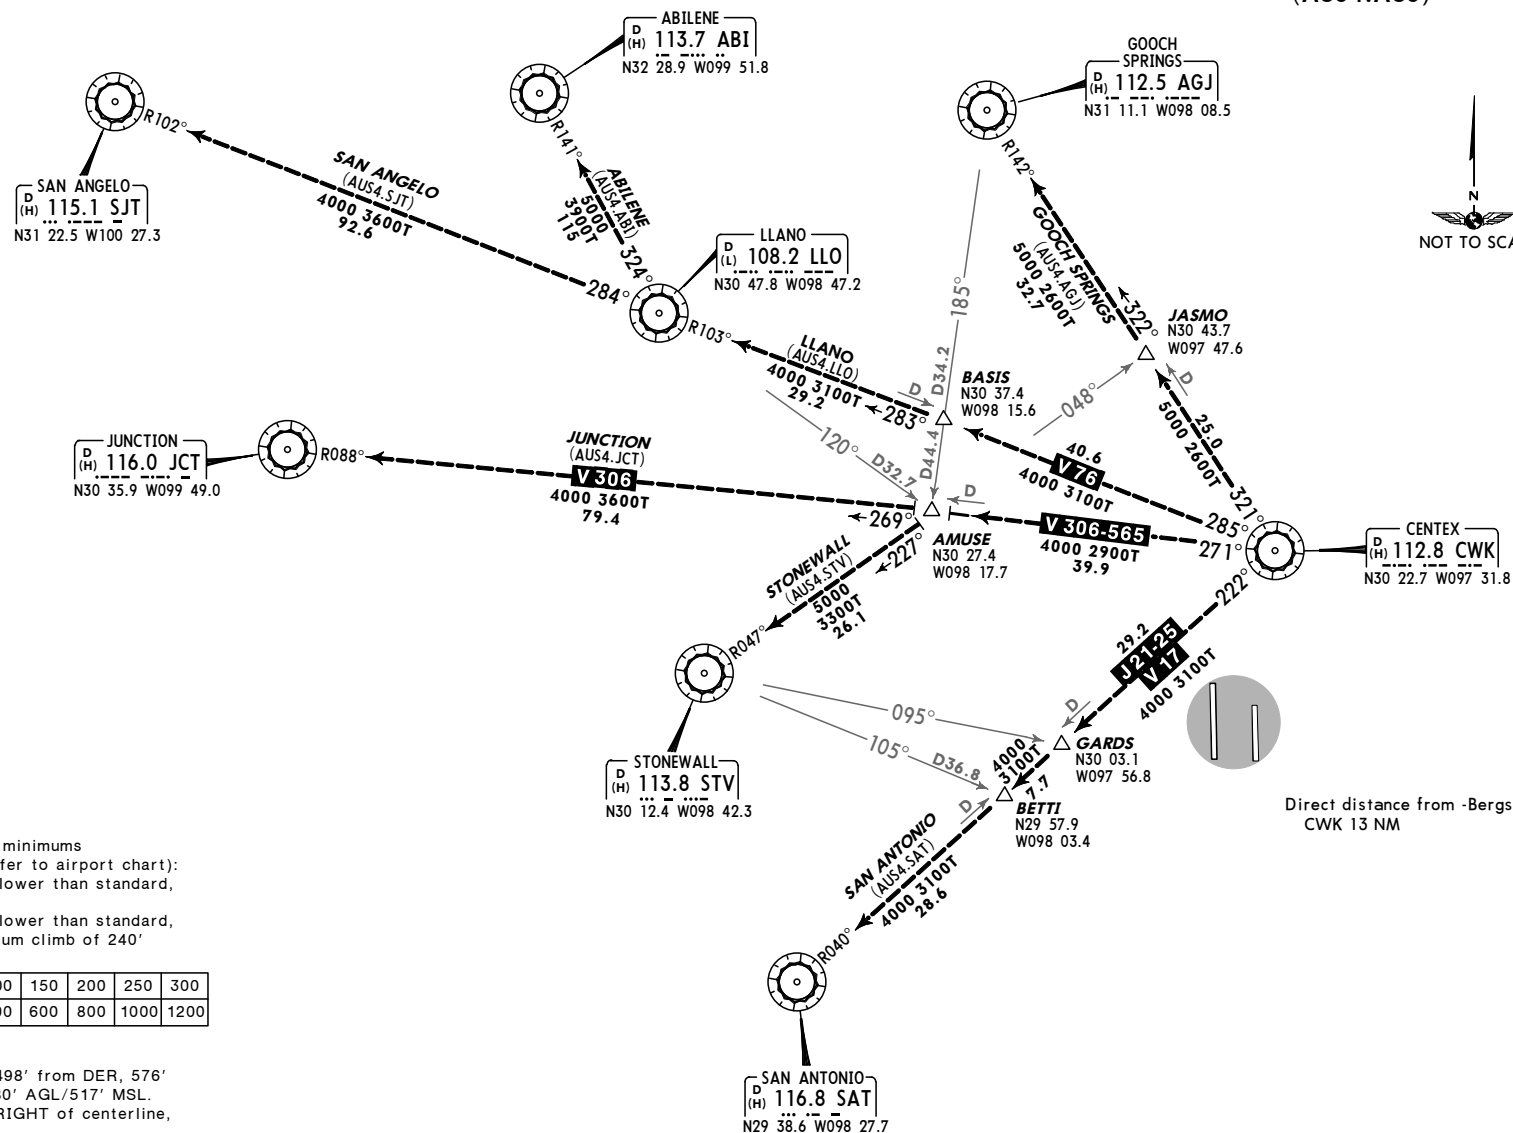 ABILENE
D
(H) 113.7 ABI
N32 28.9 W099 51.8
GOOCH
SPRINGS
D
(H) 112.5 AGJ
N31 11.1 W098 08.5
R102°
R141°
R142°
SAN ANGELO
D
(H) 115.1 SJT
N31 22.5 W100 27.3
SAN ANGELO
(AUS4.SJT)
4000 3600T
92.6
284°
ABILENE
(AUS4.ABI)
5000
3900T
115
324°
LLANO
D
(L) 108.2 LLO
N30 47.8 W098 47.2
R103°
N
GOOCH SPRINGS
(AUS4.AGJ)
5000 2600T
32.7
322°
JASMO
N30 43.7
W097 47.6
185°
D34.2
D
LLANO
(AUS4.LLO)
4000 3100T
29.2
283°
BASIS
N30 37.4
W098 15.6
048°
D
25.0
5000 2600T
321°
JUNCTION
D
(H) 116.0 JCT
N30 35.9 W099 49.0
R088°
JUNCTION
(AUS4.JCT)
V 306
4000 3600T
79.4
120°
D32.7
D44.4
D
40.6
V 76
4000 3100T
285°
269°
AMUSE
N30 27.4
W098 17.7
V 306-565
4000 2900T
39.9
271°
CENTEX
D
(H) 112.8 CWK
N30 22.7 W097 31.8
227°
STONEWALL
(AUS4.STV)
5000
3300T
26.1
R047°
222°
29.2
J21-25
V 17
4000 3100T
095°
105°
D36.8
D
GARDS
N30 03.1
W097 56.8
4000
3100T
7.7
D
BETTI
N29 57.9
W098 03.4
STONEWALL
D
(H) 113.8 STV
N30 12.4 W098 42.3
Direct distance from -Bergs
CWK 13 NM
SAN ANTONIO
(AUS4.SAT)
4000 3100T
28.6
R040°
minimums
fer to airport chart):
lower than standard,
lower than standard,
um climb of 240'
150 200 250 300
600 800 1000 1200
498' from DER, 576'
0' AGL/517' MSL.
RIGHT of centerline,
SAN ANTONIO
D
(H) 116.8 SAT
N29 38.6 W098 27.7